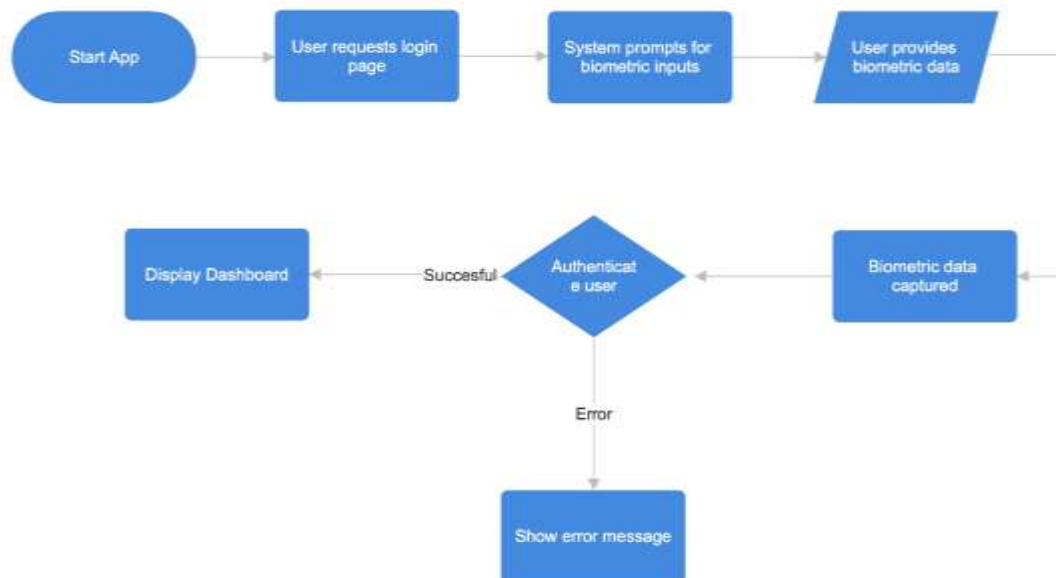 Start App
User requests login
page
System prompts for
biometric inputs
User provides
biometric data
Display Dashboard
Succesful
Authenticat
e user
Biometric data
captured
Error
Show error message